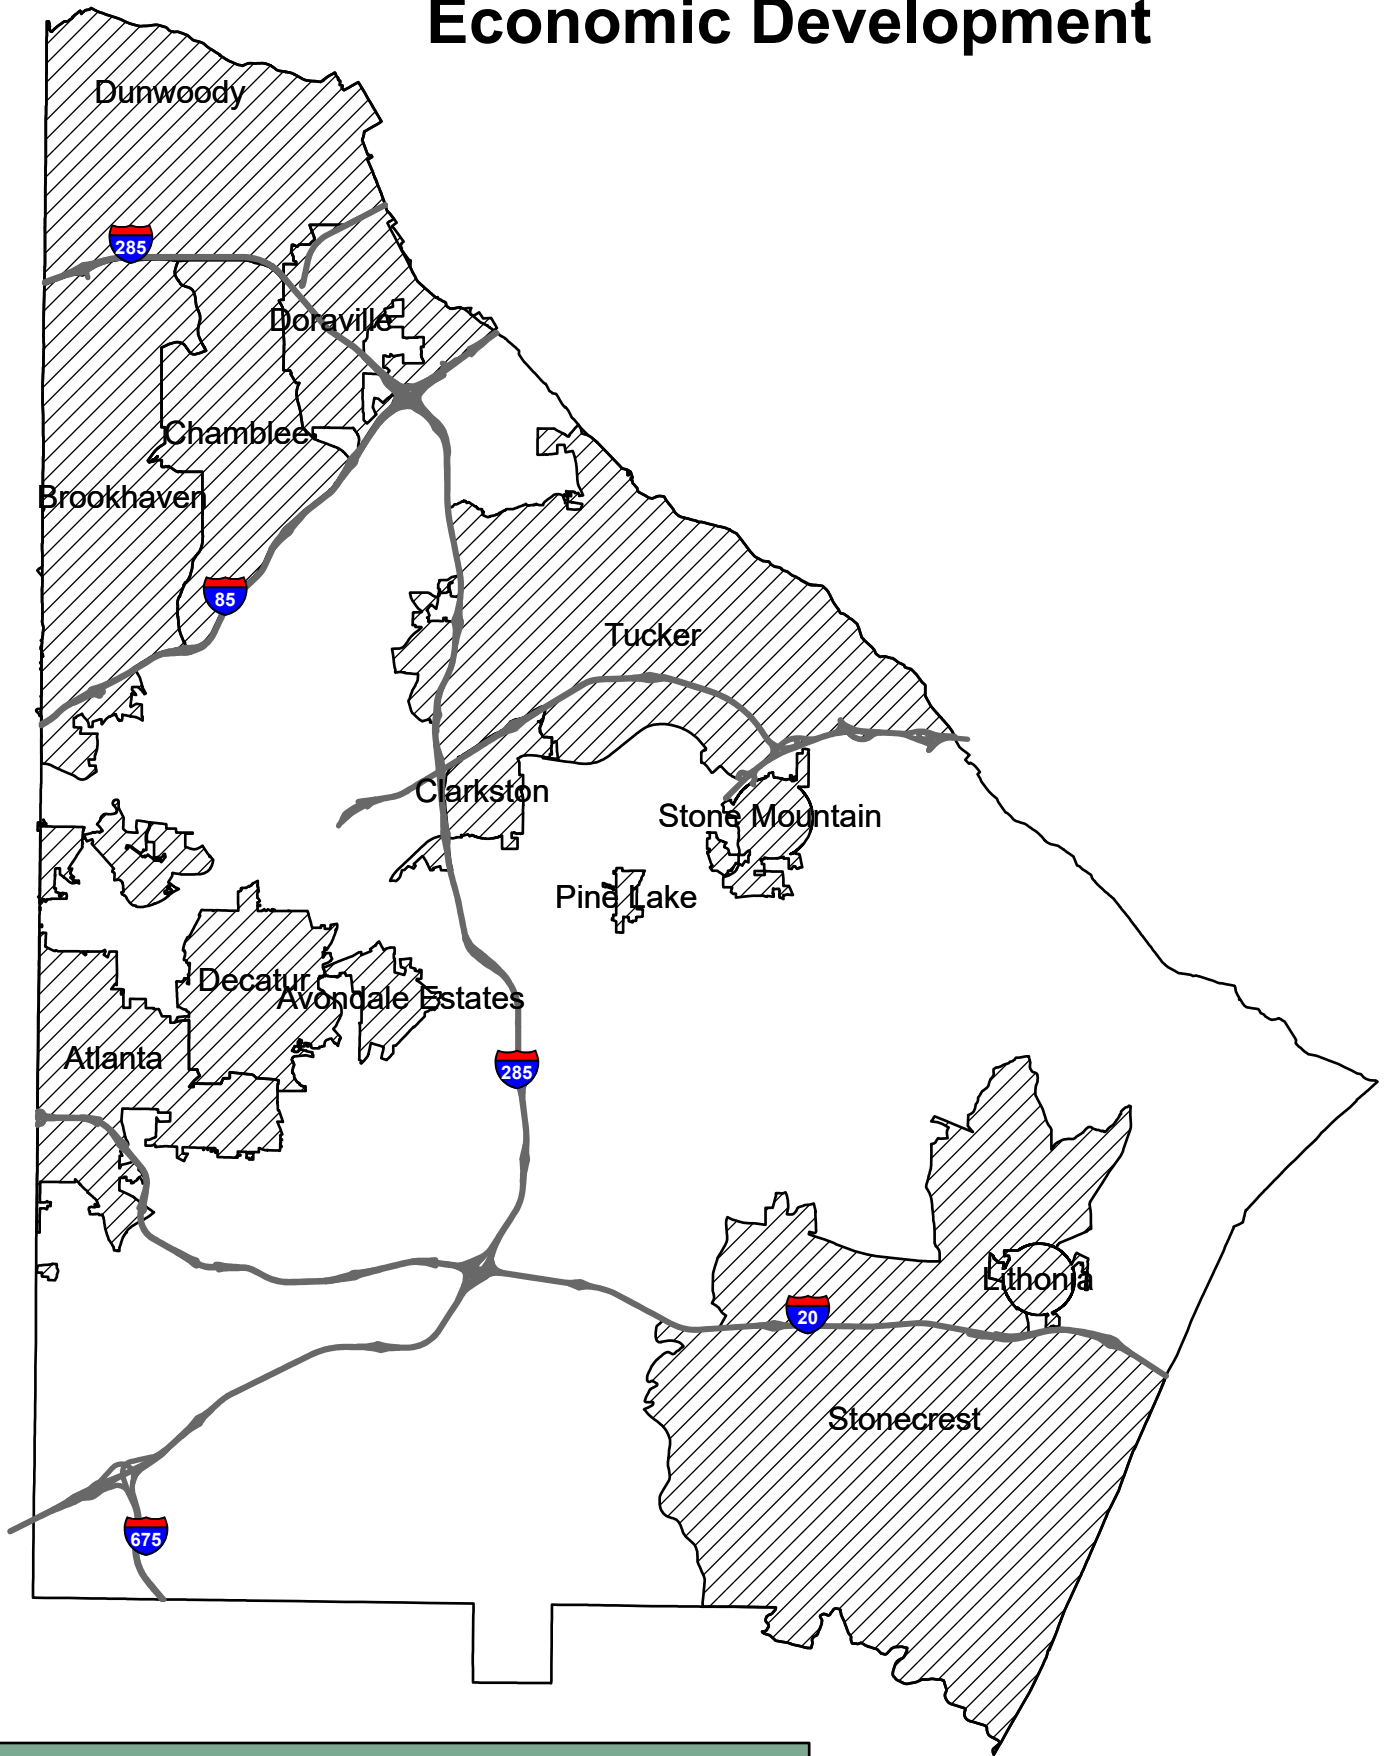 Economic Development
Dunwoody
285
Doraville
Chamblee
Brookhaven
85
Tucker
Clarkston
Stone Mountain
Pine Lake
Decatur
Avondale Estates
Atlanta
285
Lithonia
20
Stonecrest
675